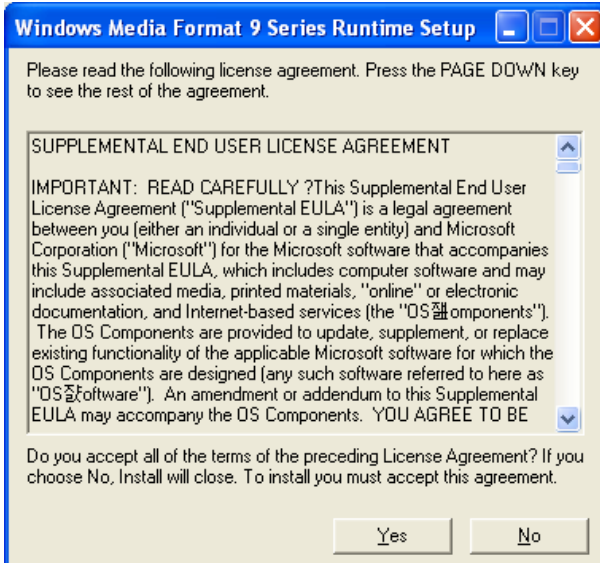 Windows Media Format 9 Series Runtime Setup
Please read the following license agreement. Press the PAGE DOWN key
to see the rest of the agreement.
SUPPLEMENTAL END USER LICENSE AGREEMENT
IMPORTANT:  READ CAREFULLY ?This Supplemental End User
License Agreement ("Supplemental EULA") is a legal agreement
between you (either an individual or a single entity) and Microsoft
Corporation ("Microsoft") for the Microsoft software that accompanies
this Supplemental EULA, which includes computer software and may
include associated media, printed materials, "online" or electronic
documentation, and Internet-based services (the "OS잶omponents").
The OS Components are provided to update, supplement, or replace
existing functionality of the applicable Microsoft software for which the
OS Components are designed (any such software referred to here as
"OS잺oftware").  An amendment or addendum to this Supplemental
EULA may accompany the OS Components.  YOU AGREE TO BE
Do you accept all of the terms of the preceding License Agreement? If you
choose No, Install will close. To install you must accept this agreement.
Yes
No